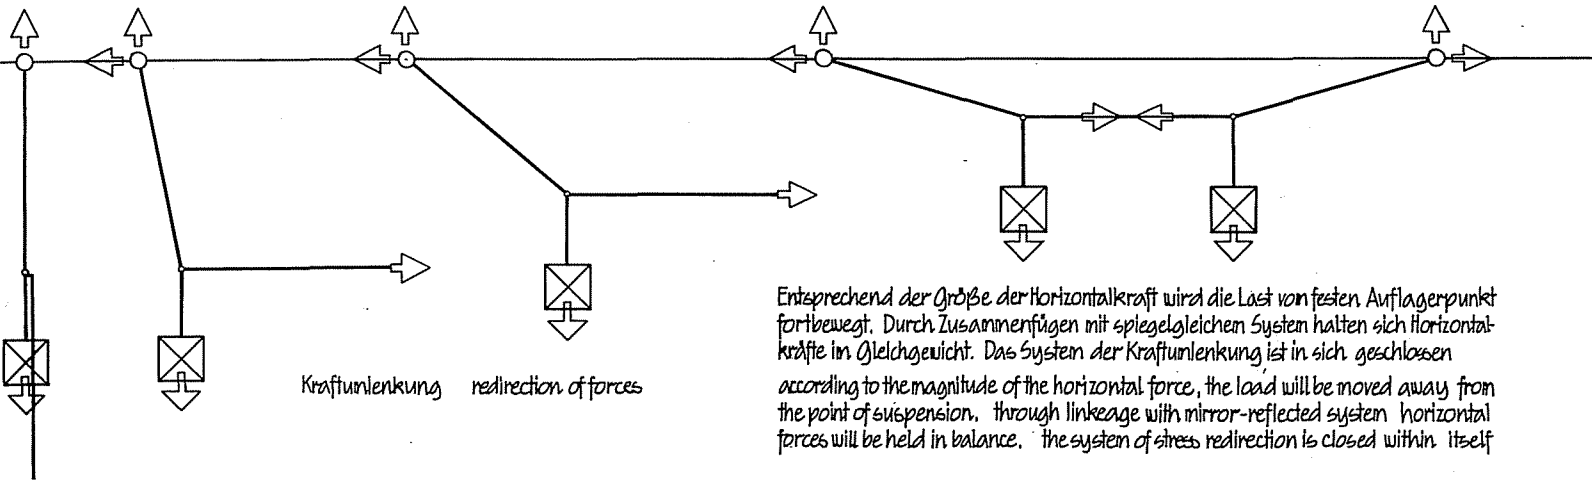 Entsprechend der Größe der Horizontalkraft wird die Last von festen Auflagerpunkt
fortbewegt. Durch Zusammenfügen mit spiegelgleichem System halten sich Horizontal-
kräfte im Gleichgewicht. Das System der Kraftumlenkung ist in sich geschlossen
Kraftumlenkung redirection of forces
according to the magnitude of the horizontal force, the load will be moved away from
the point of suspension. through linkeage with mirror-reflected system horizontal
forces will be held in balance. the system of stress redirection is closed within itself